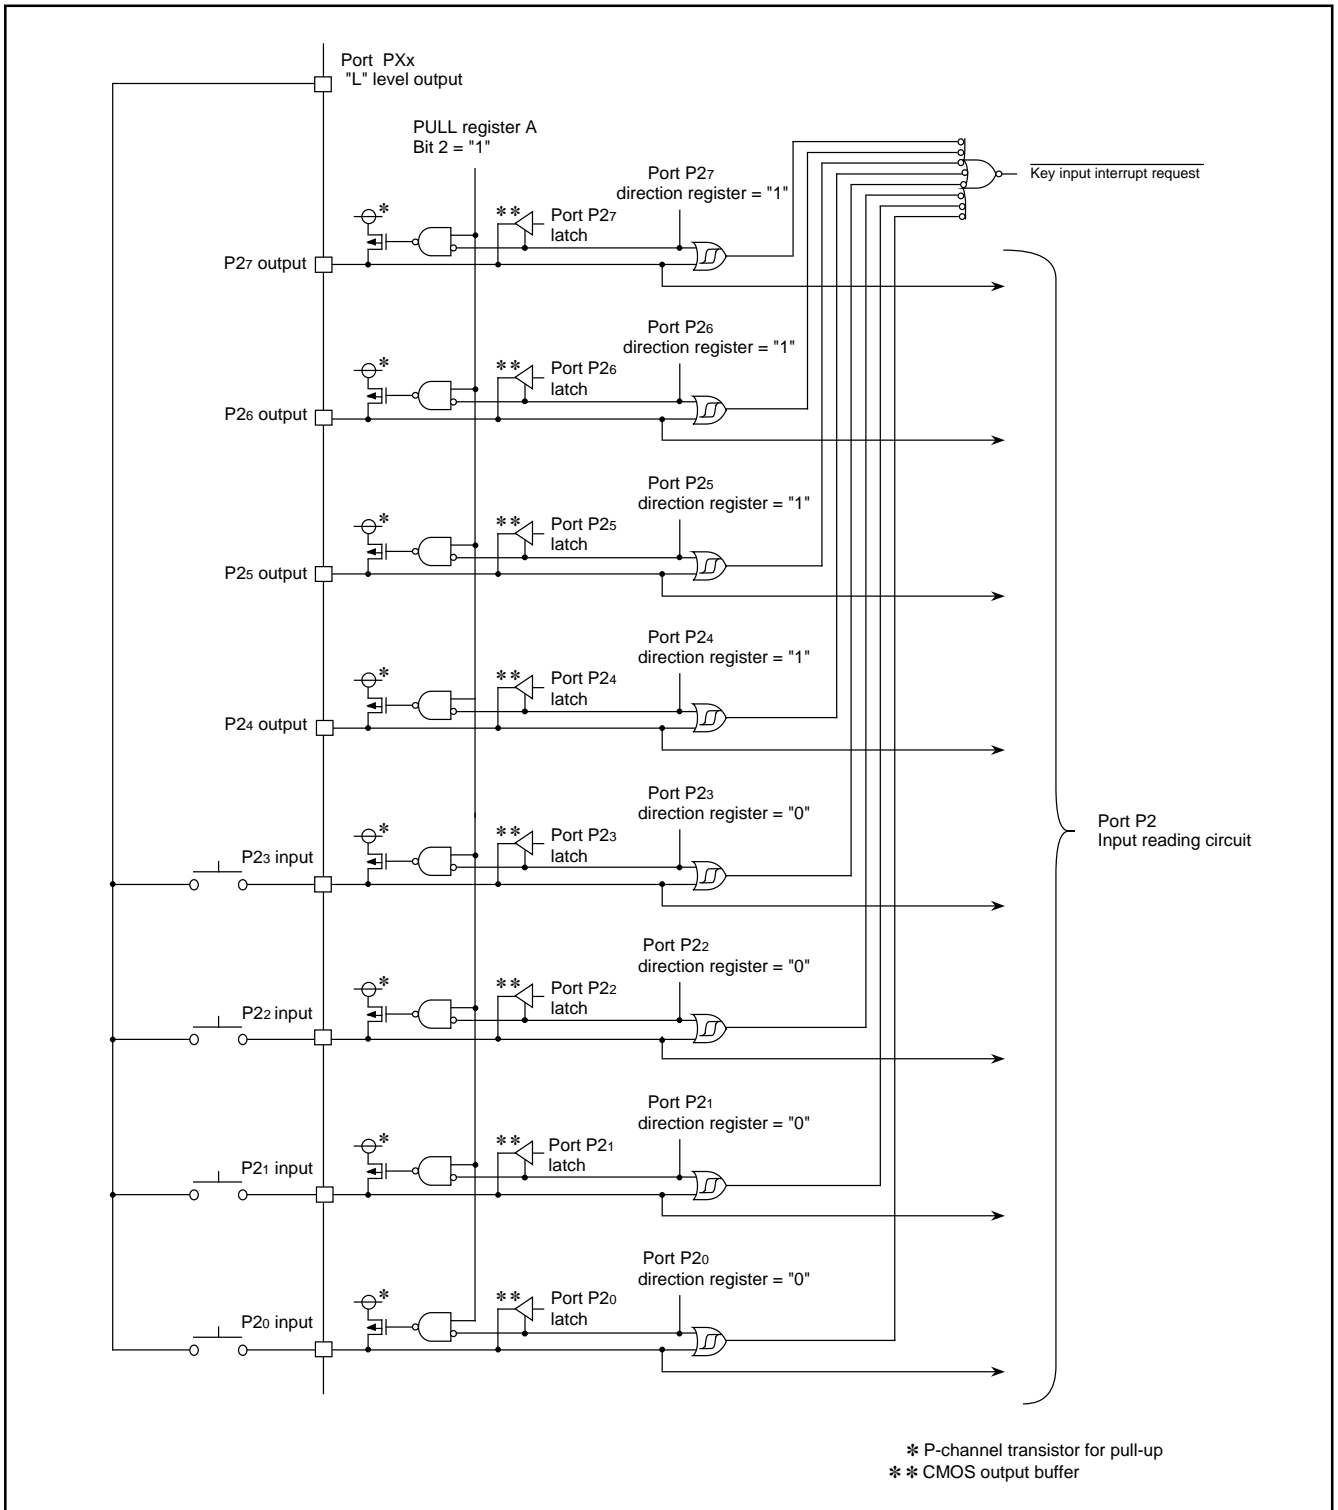 Port PXx
"L" level output
PULL register A
Bit 2 = "1"
Key input interrupt request
Port P27
direction register = "1"
* *
Port P27
latch
*
P27 output
Port P26
direction register = "1"
* *
Port P26
latch
*
P26 output
Port P25
direction register = "1"
* *
Port P25
latch
*
P25 output
Port P24
direction register = "1"
* *
Port P24
latch
*
P24 output
Port P23
direction register = "0"
* *
Port P23
latch
*
P23 input
Port P2
Input reading circuit
Port P22
direction register = "0"
* *
Port P22
latch
*
P22 input
Port P21
direction register = "0"
* *
Port P21
latch
*
P21 input
Port P20
direction register = "0"
* *
Port P20
latch
*
P20 input
* P-channel transistor for pull-up
* * CMOS output buffer